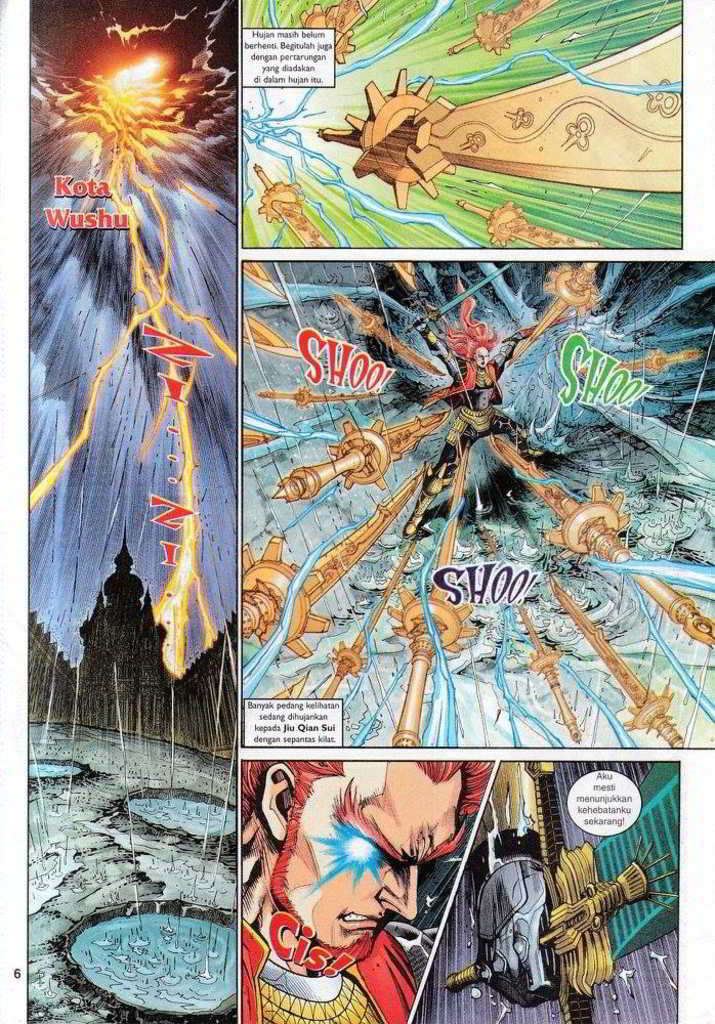 Kota
Wushu
ZI
...
ZI
Hujan masih belum
berhenti. Begitulah juga
dengan pertarungan
yang diadakan
di dalam hujan itu.
SHOO!
SHOO!
SHOO!
Banyak pedang kelihatan
sedang dihujankan
kepada Jiu Qian Sui
dengan sepantas kilat.
Cis!
Aku
mesti
menunjukkan
kehebatanku
sekarang!
6